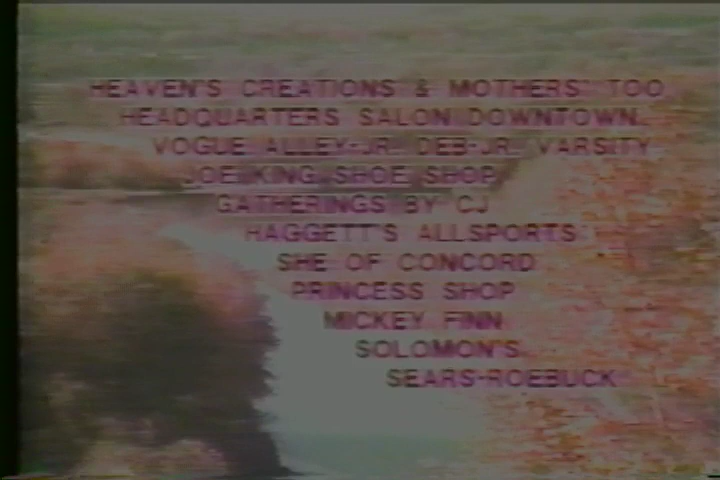 HEAVEN'S CREATIONS & MOTHERS' TOO
HEADQUARTERS SALON DOWNTOWN
VOGUE ALLEY-JR. DEB-JR. VARSITY
JOE KING SHOE SHOP
GATHERINGS BY CJ
HAGGETT'S ALLSPORTS
SHE OF CONCORD
PRINCESS SHOP
MICKEY FINN
SOLOMON'S
SEARS-ROEBUCK